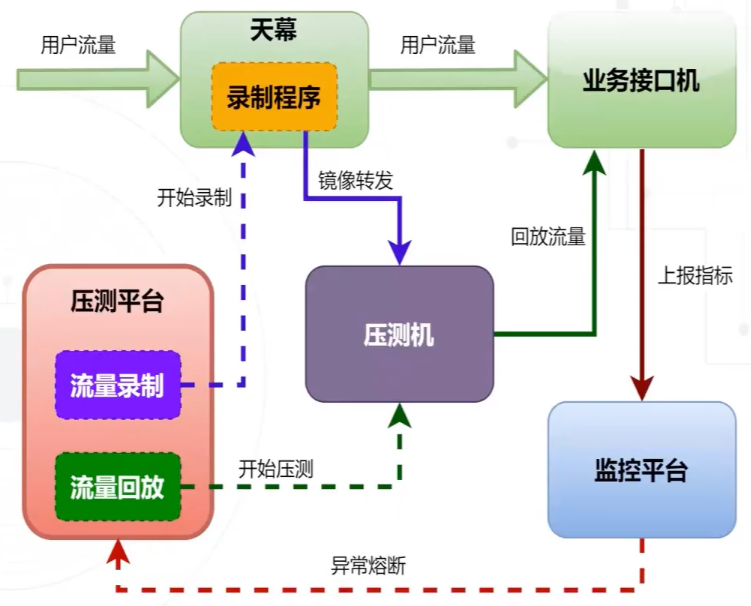 用户流量
天幕
录制程序
用户流量
业务接口机
开始录制
镜像转发
回放流量
上报指标
压测平台
流量录制
流量回放
压测机
开始压测
监控平台
异常熔断